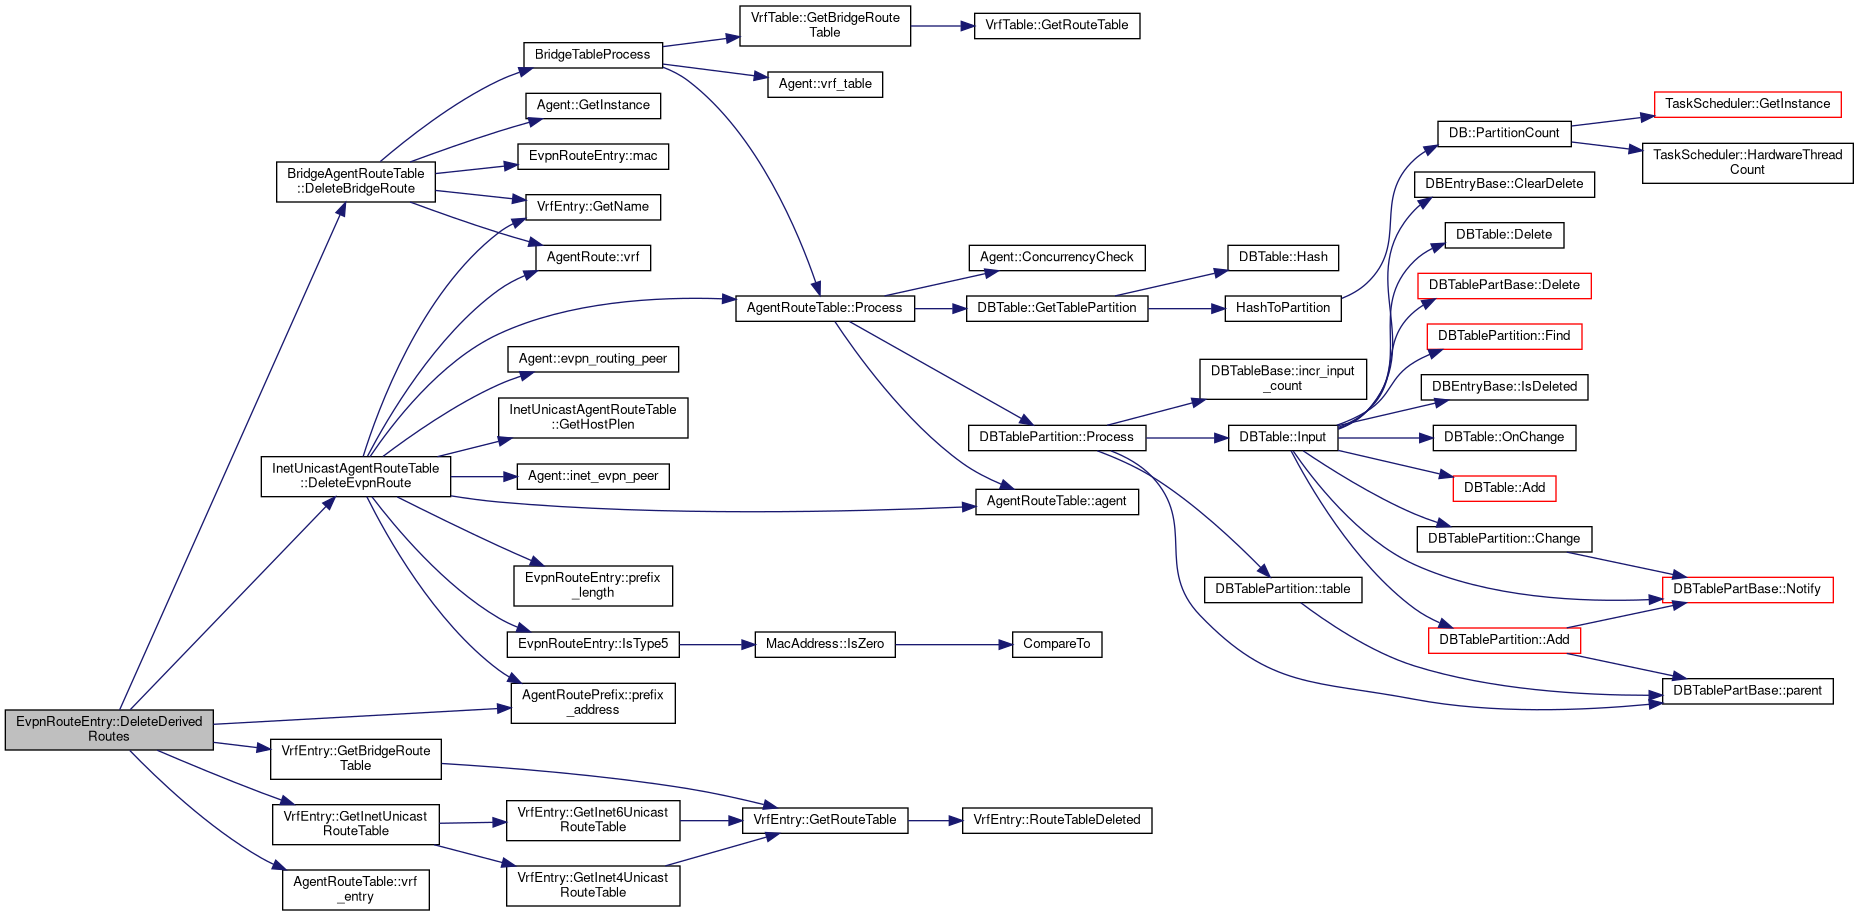 EvpnRouteEntry::DeleteDerived
Routes
BridgeAgentRouteTable
::DeleteBridgeRoute
InetUnicastAgentRouteTable
::DeleteEvpnRoute
VrfEntry::GetBridgeRoute
Table
VrfEntry::GetInetUnicast
RouteTable
AgentRouteTable::vrf
_entry
BridgeTableProcess
Agent::GetInstance
EvpnRouteEntry::mac
VrfEntry::GetName
AgentRoute::vrf
Agent::evpn_routing_peer
InetUnicastAgentRouteTable
::GetHostPlen
Agent::inet_evpn_peer
EvpnRouteEntry::prefix
_length
EvpnRouteEntry::IsType5
AgentRoutePrefix::prefix
_address
VrfEntry::GetInet6Unicast
RouteTable
VrfEntry::GetInet4Unicast
RouteTable
VrfTable::GetBridgeRoute
Table
Agent::vrf_table
AgentRouteTable::Process
MacAddress::IsZero
VrfEntry::GetRouteTable
VrfTable::GetRouteTable
Agent::ConcurrencyCheck
DBTable::GetTablePartition
DBTablePartition::Process
AgentRouteTable::agent
CompareTo
VrfEntry::RouteTableDeleted
DBTable::Hash
HashToPartition
DBTableBase::incr_input
_count
DBTable::Input
DBTablePartition::table
DB::PartitionCount
DBEntryBase::ClearDelete
DBTable::Delete
DBTablePartBase::Delete
DBTablePartition::Find
DBEntryBase::IsDeleted
DBTable::OnChange
DBTable::Add
DBTablePartition::Change
DBTablePartition::Add
TaskScheduler::GetInstance
TaskScheduler::HardwareThread
Count
DBTablePartBase::Notify
DBTablePartBase::parent